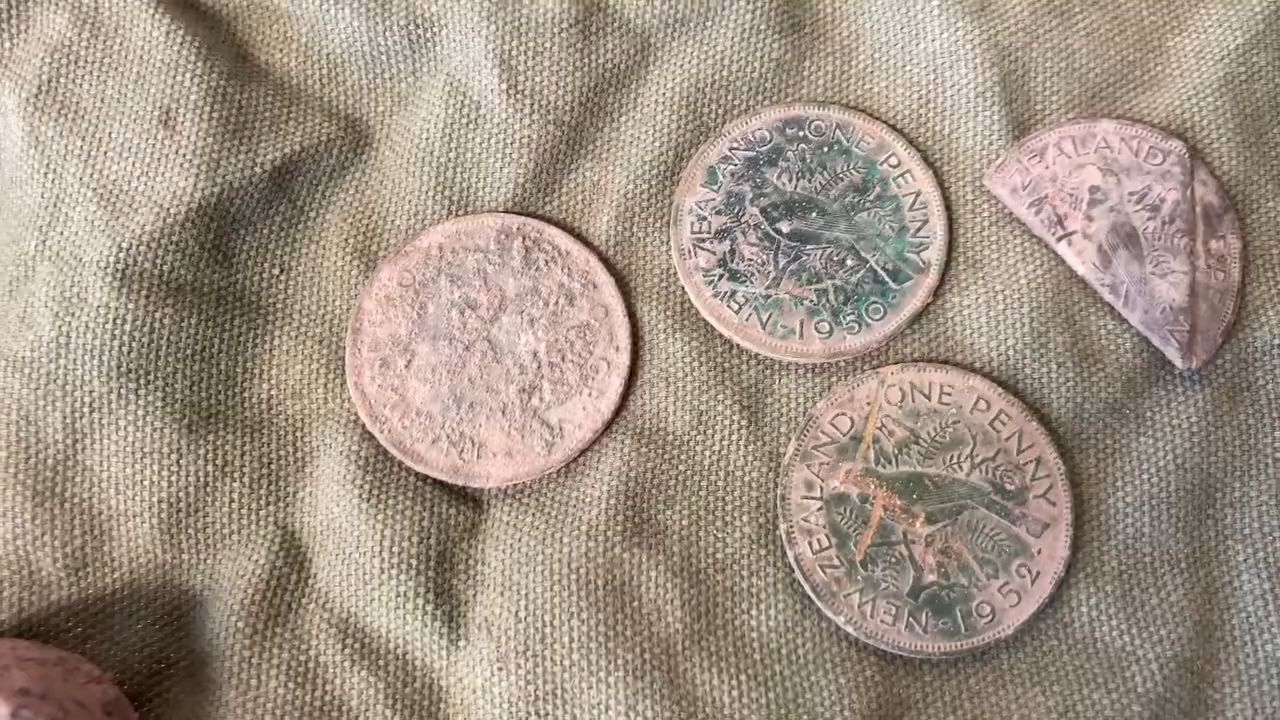 NEW ZEALAND · ONE PENNY
· 1950 ·
ZEALAND
NEW ZEALAND · ONE PENNY
· 1952 ·